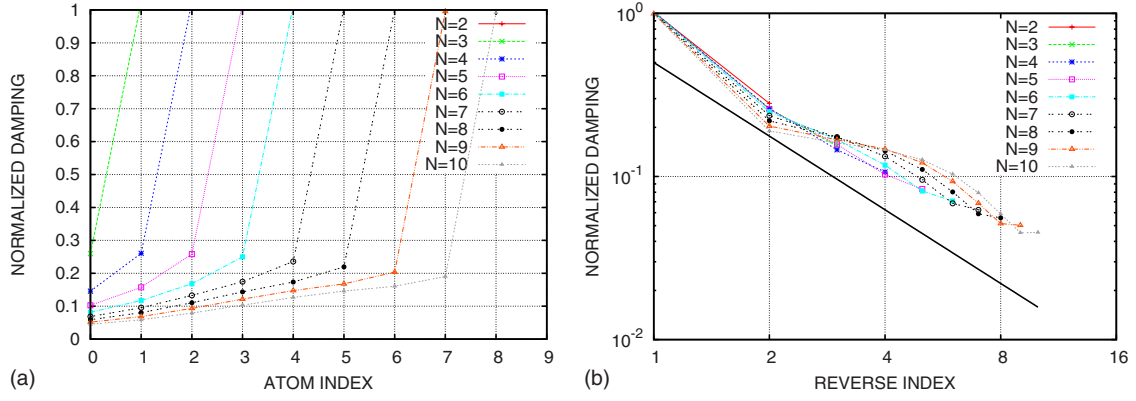 1
0.9
0.8
0.7
0.6
0.5
0.4
0.3
0.2
0.1
0
NORMALIZED DAMPING
0 1 2 3 4 5 6 7 8 9
ATOM INDEX
(a)
N=2
N=3
N=4
N=5
N=6
N=7
N=8
N=9
N=10
10⁰
10⁻¹
10⁻²
NORMALIZED DAMPING
1 2 4 8 16
REVERSE INDEX
(b)
N=2
N=3
N=4
N=5
N=6
N=7
N=8
N=9
N=10